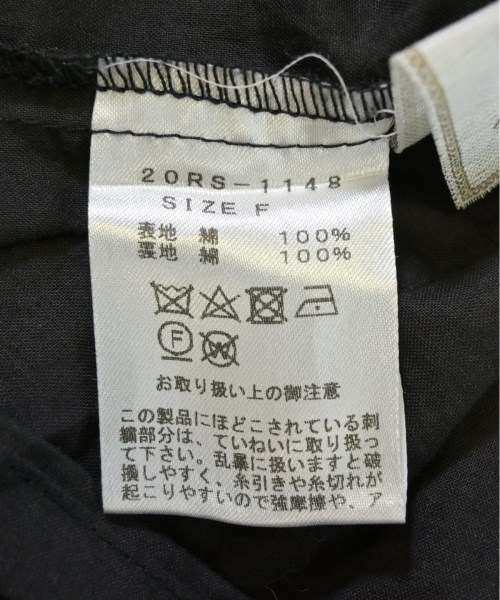 20RS-1148
SIZE F
表地 綿 100%
裏地 綿 100%
F
W
お取り扱い上の御注意
この製品にほどこされている刺
繍部分は、ていねいに取り扱っ
て下さい。乱暴に扱いますと破
損しやすく、糸引きや糸切れが
起こりやすいので強摩擦や、ア